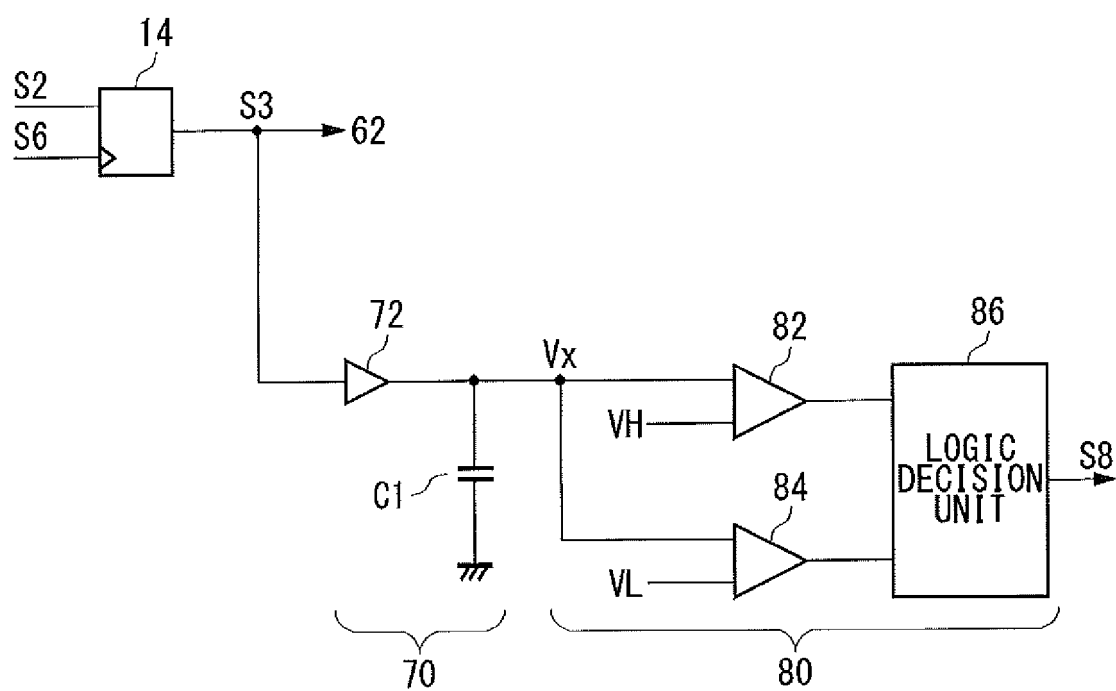 14
S2
S6
S3
62
72
Vx
82
86
VH
C1
84
VL
LOGIC
DECISION
UNIT
S8
70
80